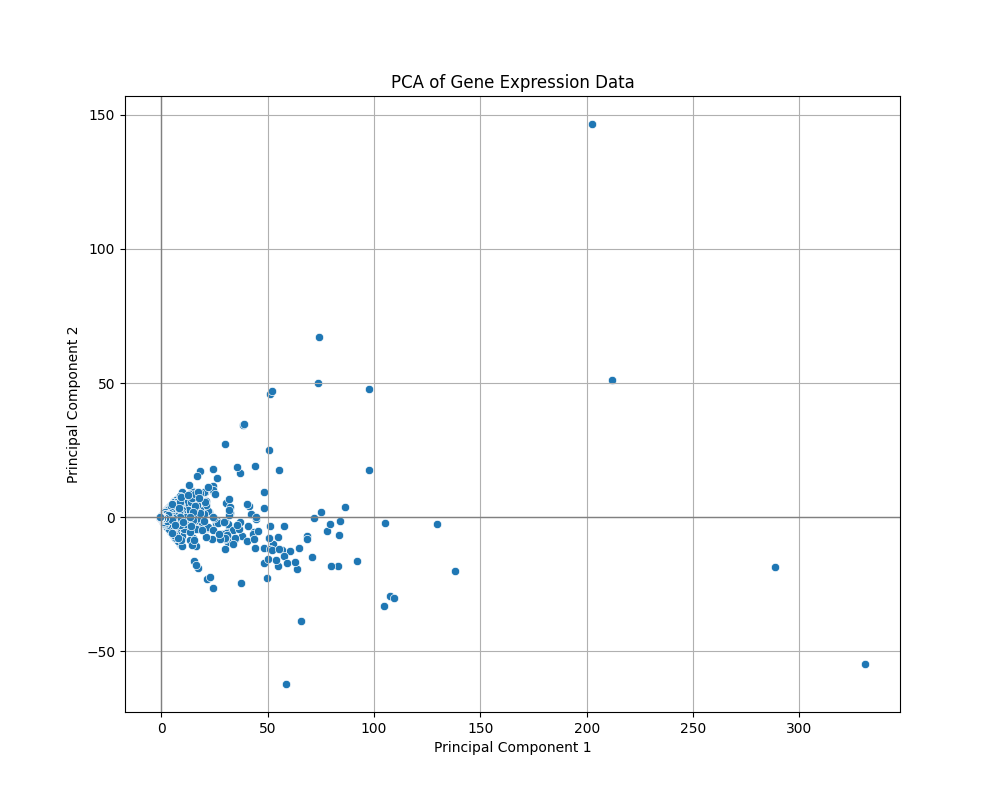 PCA of Gene Expression Data
150
100
50
0
−50
Principal Component 2
0 50 100 150 200 250 300
Principal Component 1